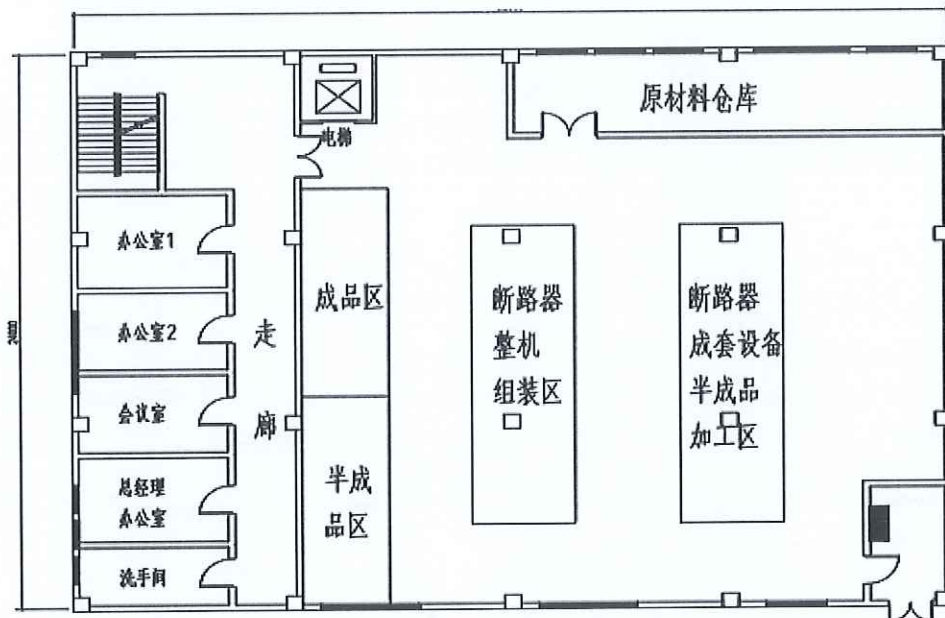 原材料仓库
电梯
办公室1
成品区
断路器
整机
组装区
断路器
成套设备
半成品
加工区
办公室2
走
廊
会议室
半成
品区
总经理
办公室
洗手间